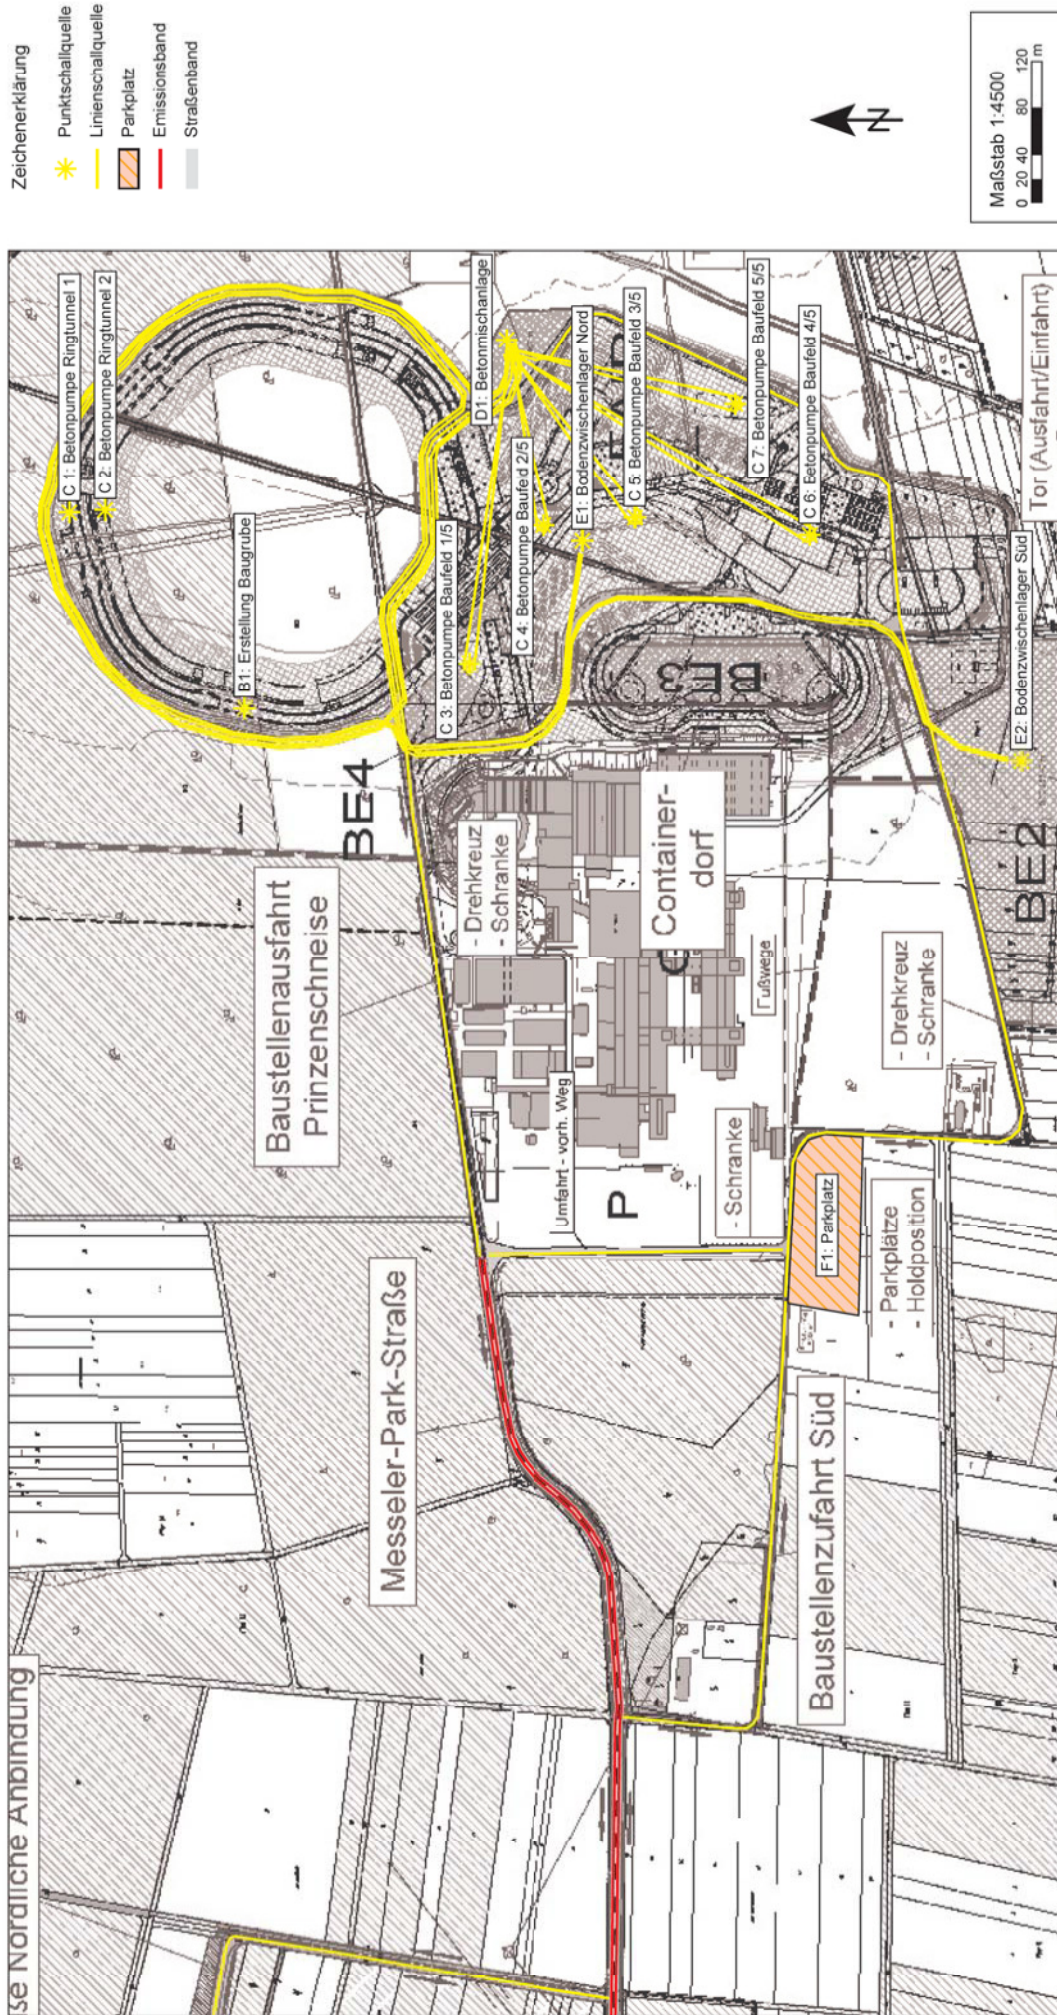 Zeichenerklärung
Punktschallquelle
Linienschallquelle
Parkplatz
Emissionsband
Straßenband
N
Maßstab 1:4500
0 20 40 80 120
m
se Nördliche Anbindung
Messeler-Park-Straße
Baustellenausfahrt
Prinzenschneise
BE4
C 1: Betonpumpe Ringtunnel 1
C 2: Betonpumpe Ringtunnel 2
B1: Erstellung Baugrube
D1: Betonmischanlage
C 3: Betonpumpe Baufeld 1/5
C 4: Betonpumpe Baufed 2/5
E1: Bodenzwischenlager Nord
C 5: Betonpumpe Baufeld 3/5
C 7: Betonpumpe Baufeld 5/5
C 6: Betonpumpe Baufeld 4/5
- Drehkreuz
- Schranke
Container-
dorf
BE3
Umfahrt - vorh. Weg
P
- Schranke
Fußwege
F1: Parkplatz
- Parkplätze
- Holdposition
- Drehkreuz
- Schranke
Baustellenzufahrt Süd
BE2
E2: Bodenzwischenlager Süd
Tor (Ausfahrt/Einfahrt)